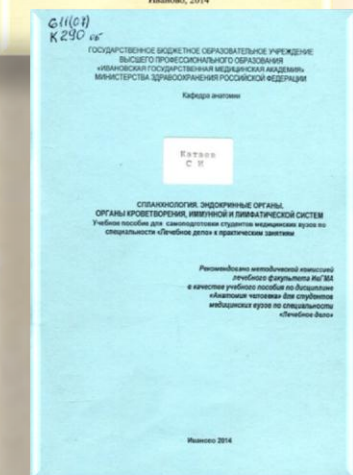 Иваново, 2014
611(07)
К290 сб
ГОСУДАРСТВЕННОЕ БЮДЖЕТНОЕ ОБРАЗОВАТЕЛЬНОЕ УЧРЕЖДЕНИЕ
ВЫСШЕГО ПРОФЕССИОНАЛЬНОГО ОБРАЗОВАНИЯ
«ИВАНОВСКАЯ ГОСУДАРСТВЕННАЯ МЕДИЦИНСКАЯ АКАДЕМИЯ»
МИНИСТЕРСТВА ЗДРАВООХРАНЕНИЯ РОССИЙСКОЙ ФЕДЕРАЦИИ
Кафедра анатомии
Катаев
С И
СПЛАНХНОЛОГИЯ. ЭНДОКРИННЫЕ ОРГАНЫ.
ОРГАНЫ КРОВЕТВОРЕНИЯ, ИММУННОЙ И ЛИМФАТИЧЕСКОЙ СИСТЕМ
Учебное пособие для самоподготовки студентов медицинских вузов по
специальности «Лечебное дело» к практическим занятиям
Рекомендовано методической комиссией
лечебного факультета ИвГМА
в качестве учебного пособия по дисциплине
«Анатомия человека» для студентов
медицинских вузов по специальности
«Лечебное дело»
Иваново 2014